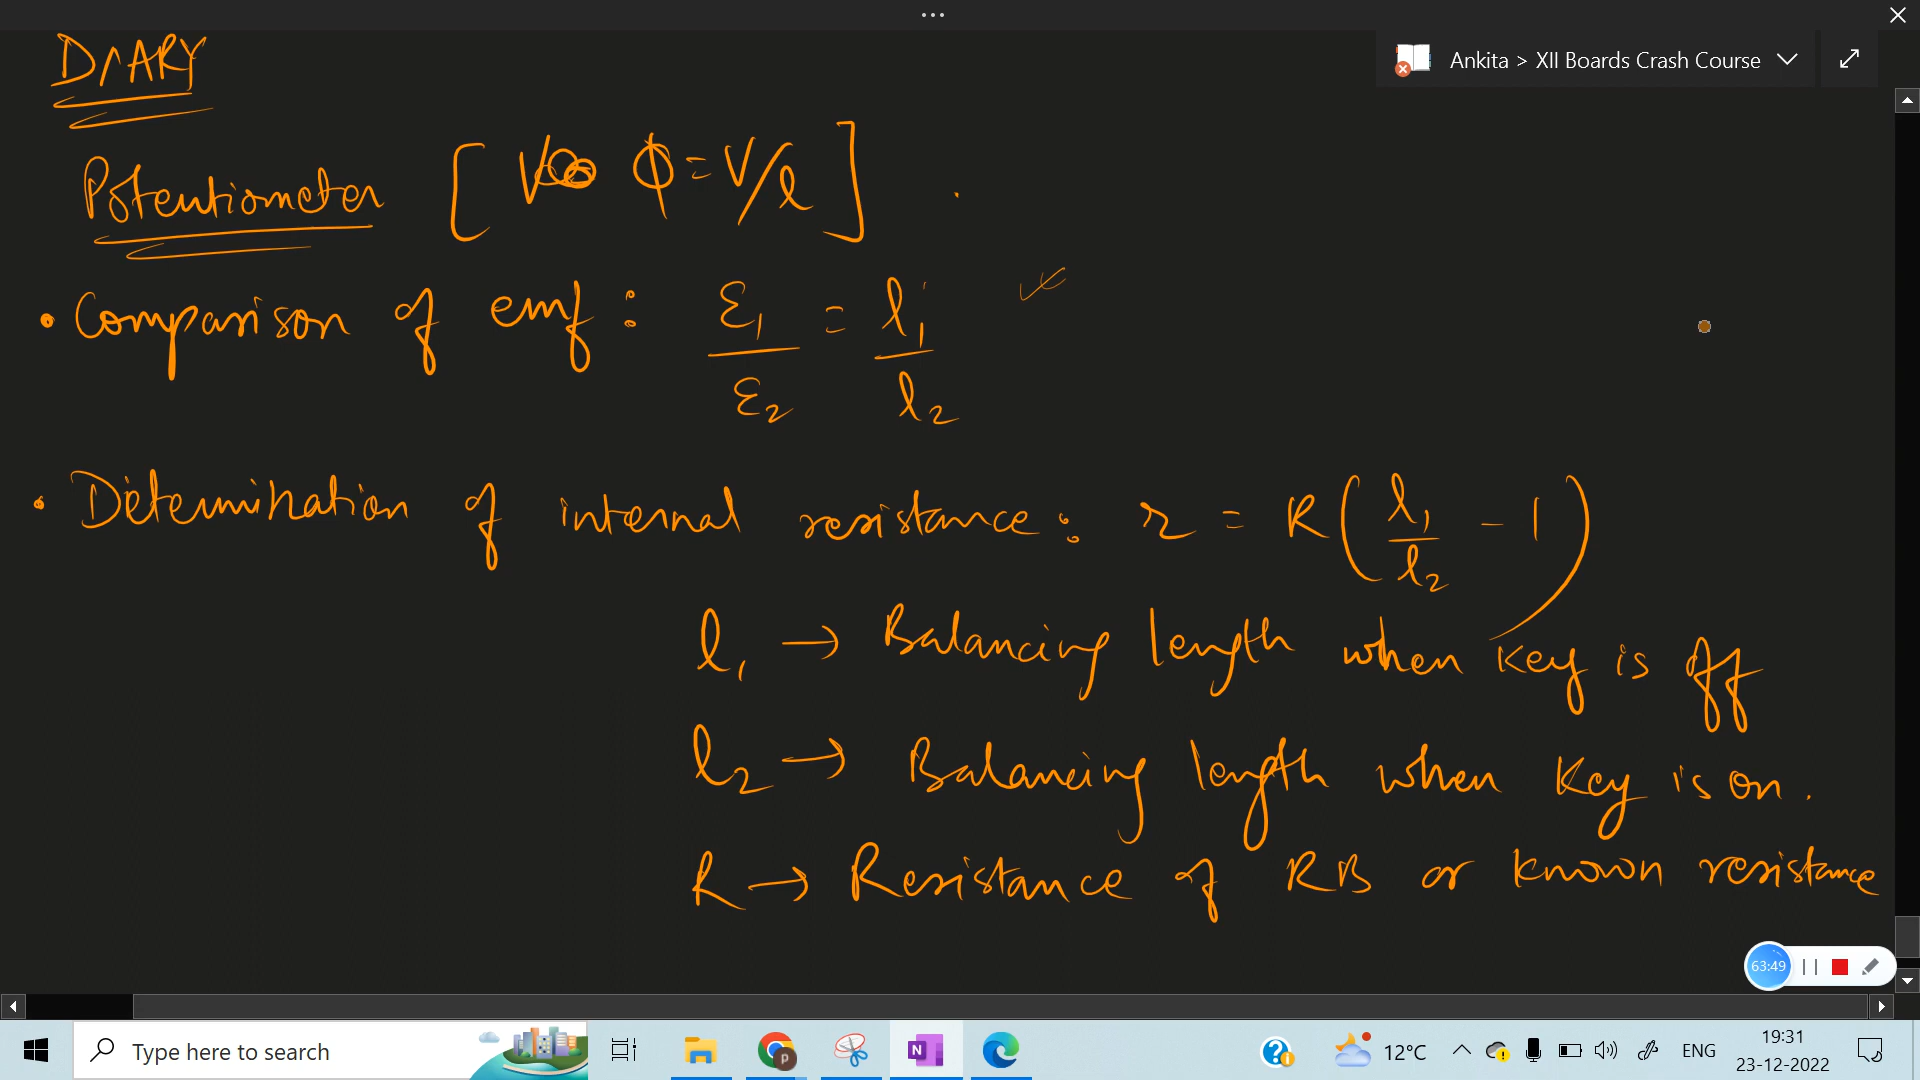 ...
Ankita > XII Boards Crash Course
DIARY
Potentiometer [ ϕ = V/l ]
• Comparison of emf : ε₁/ε₂ = l₁/l₂
• Determination of internal resistance : r = R(l₁/l₂ - 1)
l₁ → Balancing length when key is off
l₂ → Balancing length when key is on.
R → Resistance of RB or known resistance
63:49
Type here to search
12°C
ENG
19:31
23-12-2022